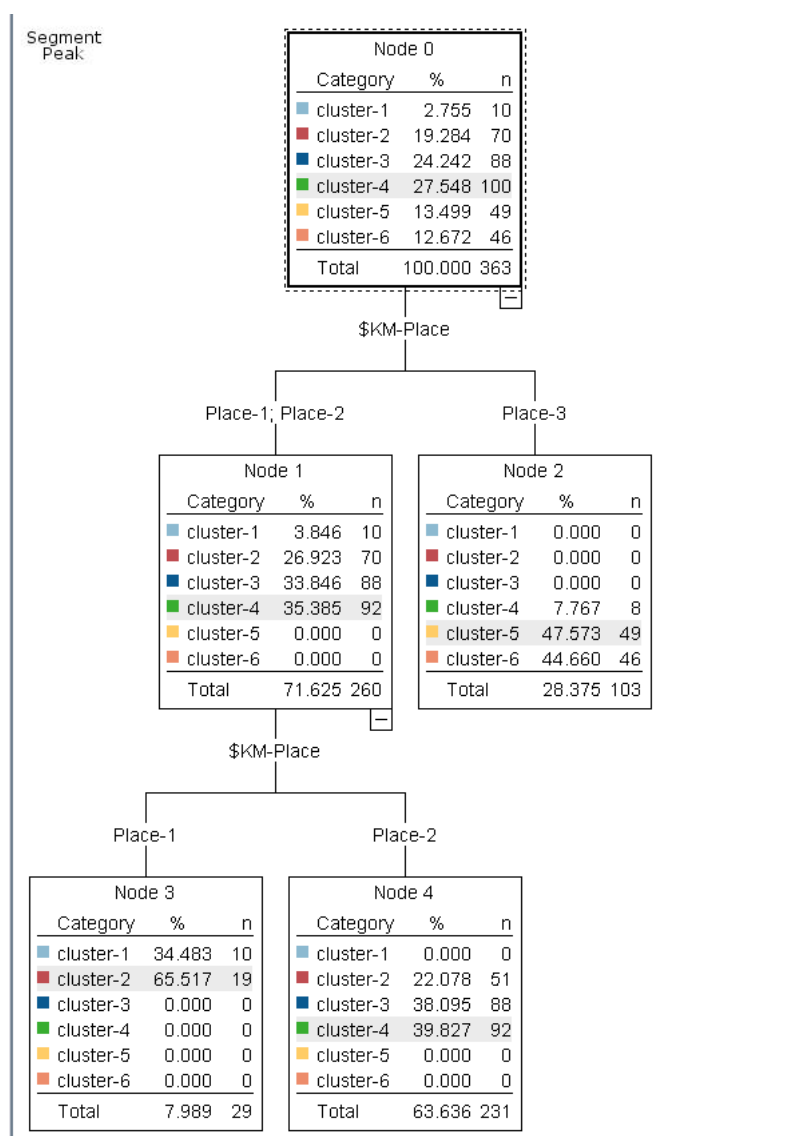 Segment
Peak
Node 0
Category % n
cluster-1 2.755 10
cluster-2 19.284 70
cluster-3 24.242 88
cluster-4 27.548 100
cluster-5 13.499 49
cluster-6 12.672 46
Total 100.000 363
$KM-Place
Place-1; Place-2
Place-3
Node 1
Category % n
cluster-1 3.846 10
cluster-2 26.923 70
cluster-3 33.846 88
cluster-4 35.385 92
cluster-5 0.000 0
cluster-6 0.000 0
Total 71.625 260
Node 2
Category % n
cluster-1 0.000 0
cluster-2 0.000 0
cluster-3 0.000 0
cluster-4 7.767 8
cluster-5 47.573 49
cluster-6 44.660 46
Total 28.375 103
$KM-Place
Place-1
Place-2
Node 3
Category % n
cluster-1 34.483 10
cluster-2 65.517 19
cluster-3 0.000 0
cluster-4 0.000 0
cluster-5 0.000 0
cluster-6 0.000 0
Total 7.989 29
Node 4
Category % n
cluster-1 0.000 0
cluster-2 22.078 51
cluster-3 38.095 88
cluster-4 39.827 92
cluster-5 0.000 0
cluster-6 0.000 0
Total 63.636 231